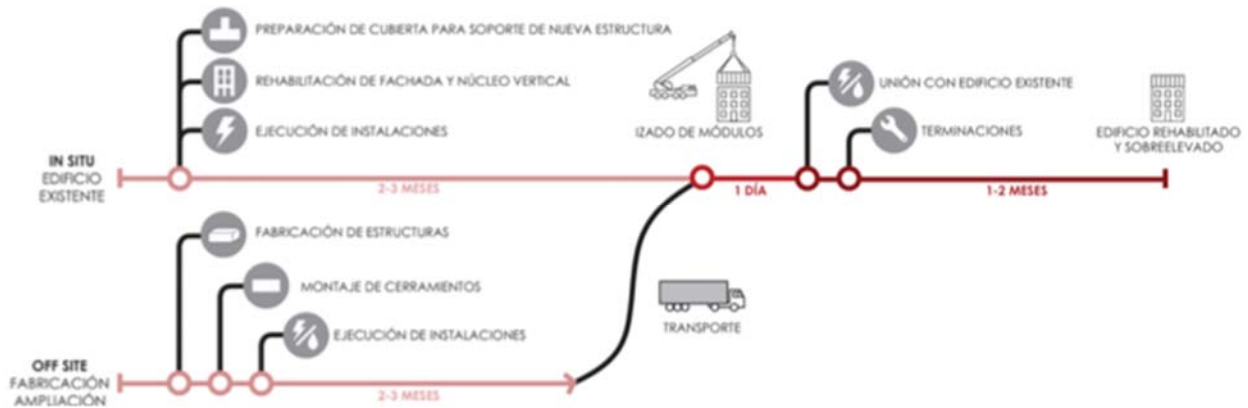 PREPARACIÓN DE CUBIERTA PARA SOPORTE DE NUEVA ESTRUCTURA
REHABILITACIÓN DE FACHADA Y NÚCLEO VERTICAL
EJECUCIÓN DE INSTALACIONES
IZADO DE MÓDULOS
UNIÓN CON EDIFICIO EXISTENTE
TERMINACIONES
EDIFICIO REHABILITADO
Y SOBREELEVADO
IN SITU
EDIFICIO
EXISTENTE
2-3 MESES
1 DÍA
1-2 MESES
FABRICACIÓN DE ESTRUCTURAS
MONTAJE DE CERRAMIENTOS
EJECUCIÓN DE INSTALACIONES
TRANSPORTE
OFF SITE
FABRICACIÓN
AMPLIACIÓN
2-3 MESES